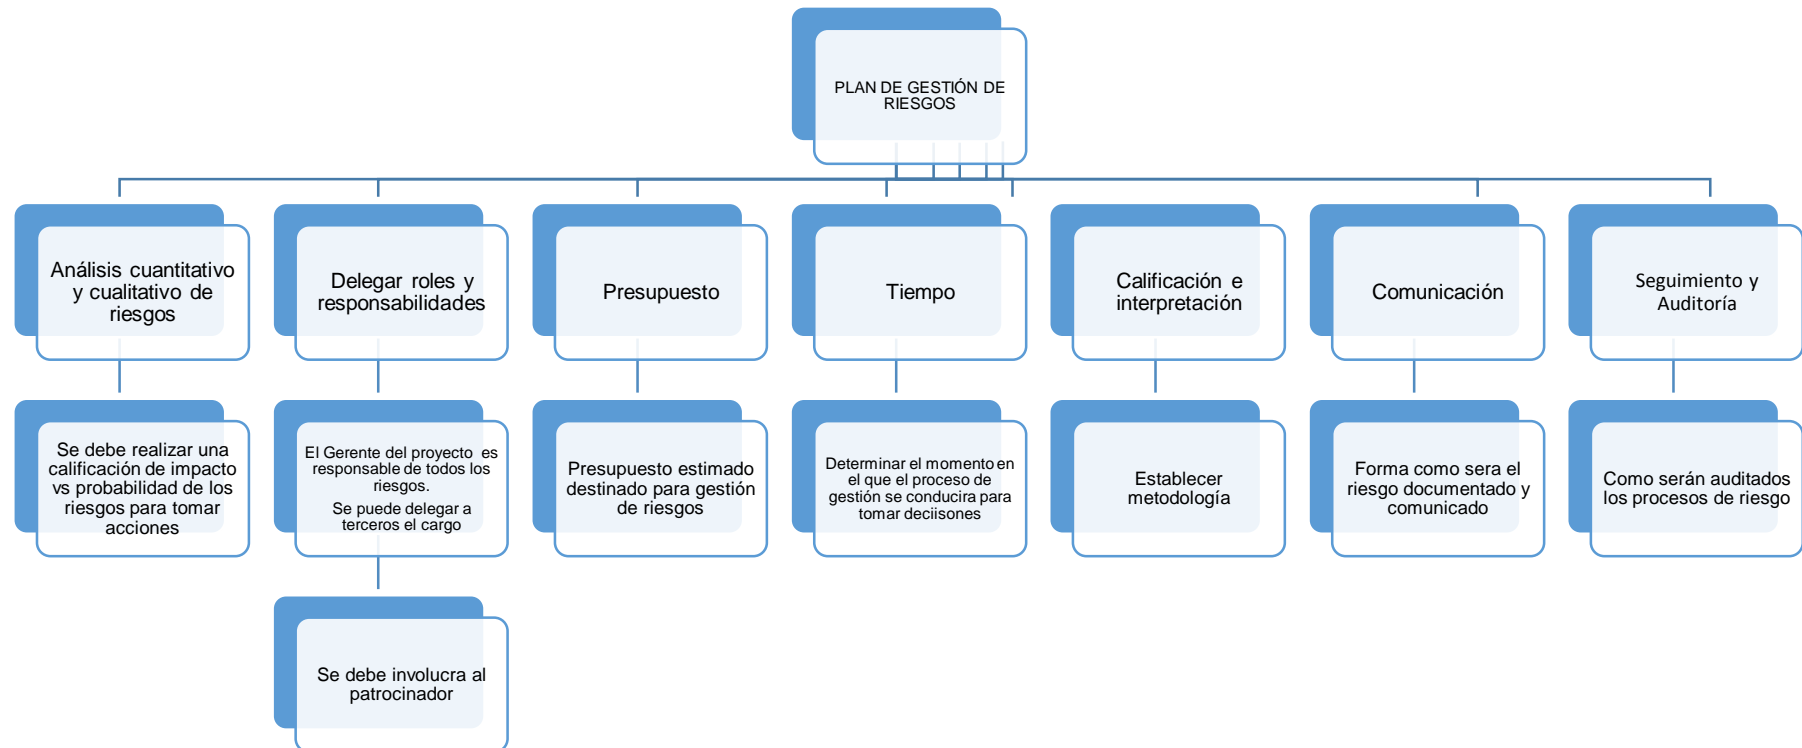 PLAN DE GESTIÓN DE
RIESGOS
Análisis cuantitativo
y cualitativo de
riesgos
Delegar roles y
responsabilidades
Presupuesto
Tiempo
Calificación e
interpretación
Comunicación
Seguimiento y
Auditoría
Se debe realizar una
calificación de impacto
vs probabilidad de los
riesgos para tomar
acciones
El Gerente del proyecto es
responsable de todos los
riesgos.
Se puede delegar a
terceros el cargo
Presupuesto estimado
destinado para gestión
de riesgos
Determinar el momento en
el que el proceso de
gestión se conducira para
tomar deciisones
Establecer
metodología
Forma como sera el
riesgo documentado y
comunicado
Como serán auditados
los procesos de riesgo
Se debe involucra al
patrocinador